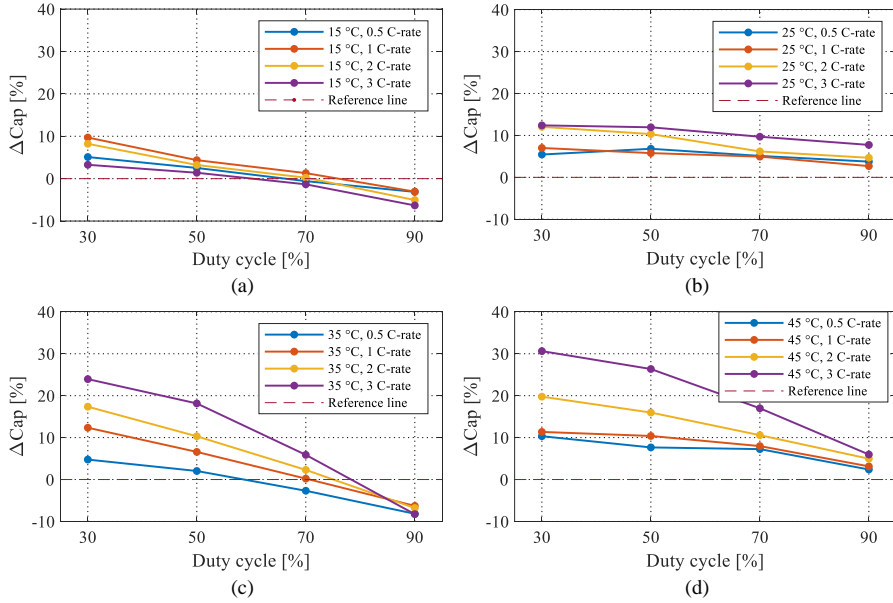 40
30
20
10
0
-10
ΔCap [%]
15 °C, 0.5 C-rate
15 °C, 1 C-rate
15 °C, 2 C-rate
15 °C, 3 C-rate
Reference line
30 50 70 90
Duty cycle [%]
(a)
40
30
20
10
0
-10
ΔCap [%]
25 °C, 0.5 C-rate
25 °C, 1 C-rate
25 °C, 2 C-rate
25 °C, 3 C-rate
Reference line
30 50 70 90
Duty cycle [%]
(b)
40
30
20
10
0
-10
ΔCap [%]
35 °C, 0.5 C-rate
35 °C, 1 C-rate
35 °C, 2 C-rate
35 °C, 3 C-rate
Reference line
30 50 70 90
Duty cycle [%]
(c)
40
30
20
10
0
-10
ΔCap [%]
45 °C, 0.5 C-rate
45 °C, 1 C-rate
45 °C, 2 C-rate
45 °C, 3 C-rate
Reference line
30 50 70 90
Duty cycle [%]
(d)